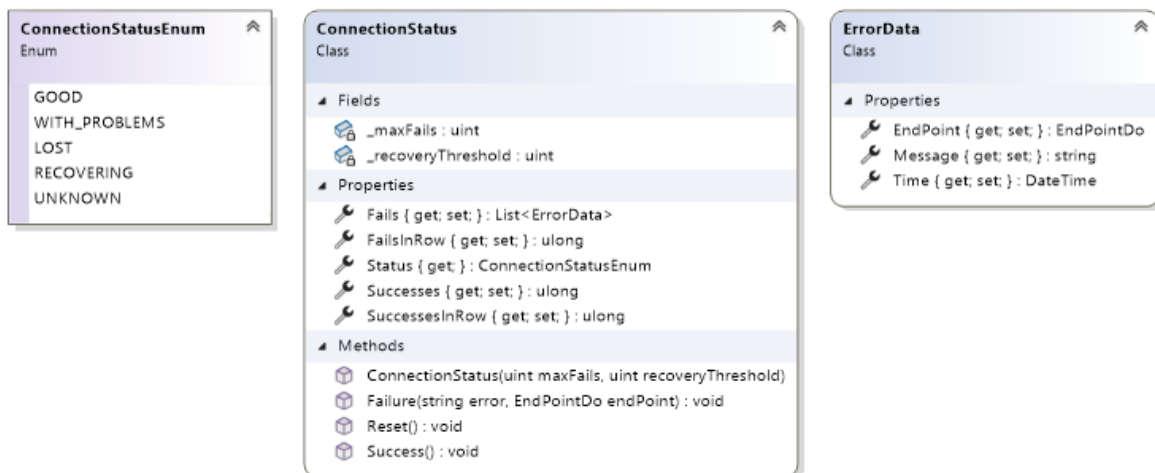 ConnectionStatusEnum
Enum
GOOD
WITH_PROBLEMS
LOST
RECOVERING
UNKNOWN
ConnectionStatus
Class
Fields
_maxFails : uint
_recoveryThreshold : uint
Properties
Fails { get; set; } : List<ErrorData>
FailsInRow { get; set; } : ulong
Status { get; } : ConnectionStatusEnum
Successes { get; set; } : ulong
SuccessesInRow { get; set; } : ulong
Methods
ConnectionStatus(uint maxFails, uint recoveryThreshold)
Failure(string error, EndPointDo endPoint) : void
Reset() : void
Success() : void
ErrorData
Class
Properties
EndPoint { get; set; } : EndPointDo
Message { get; set; } : string
Time { get; set; } : DateTime